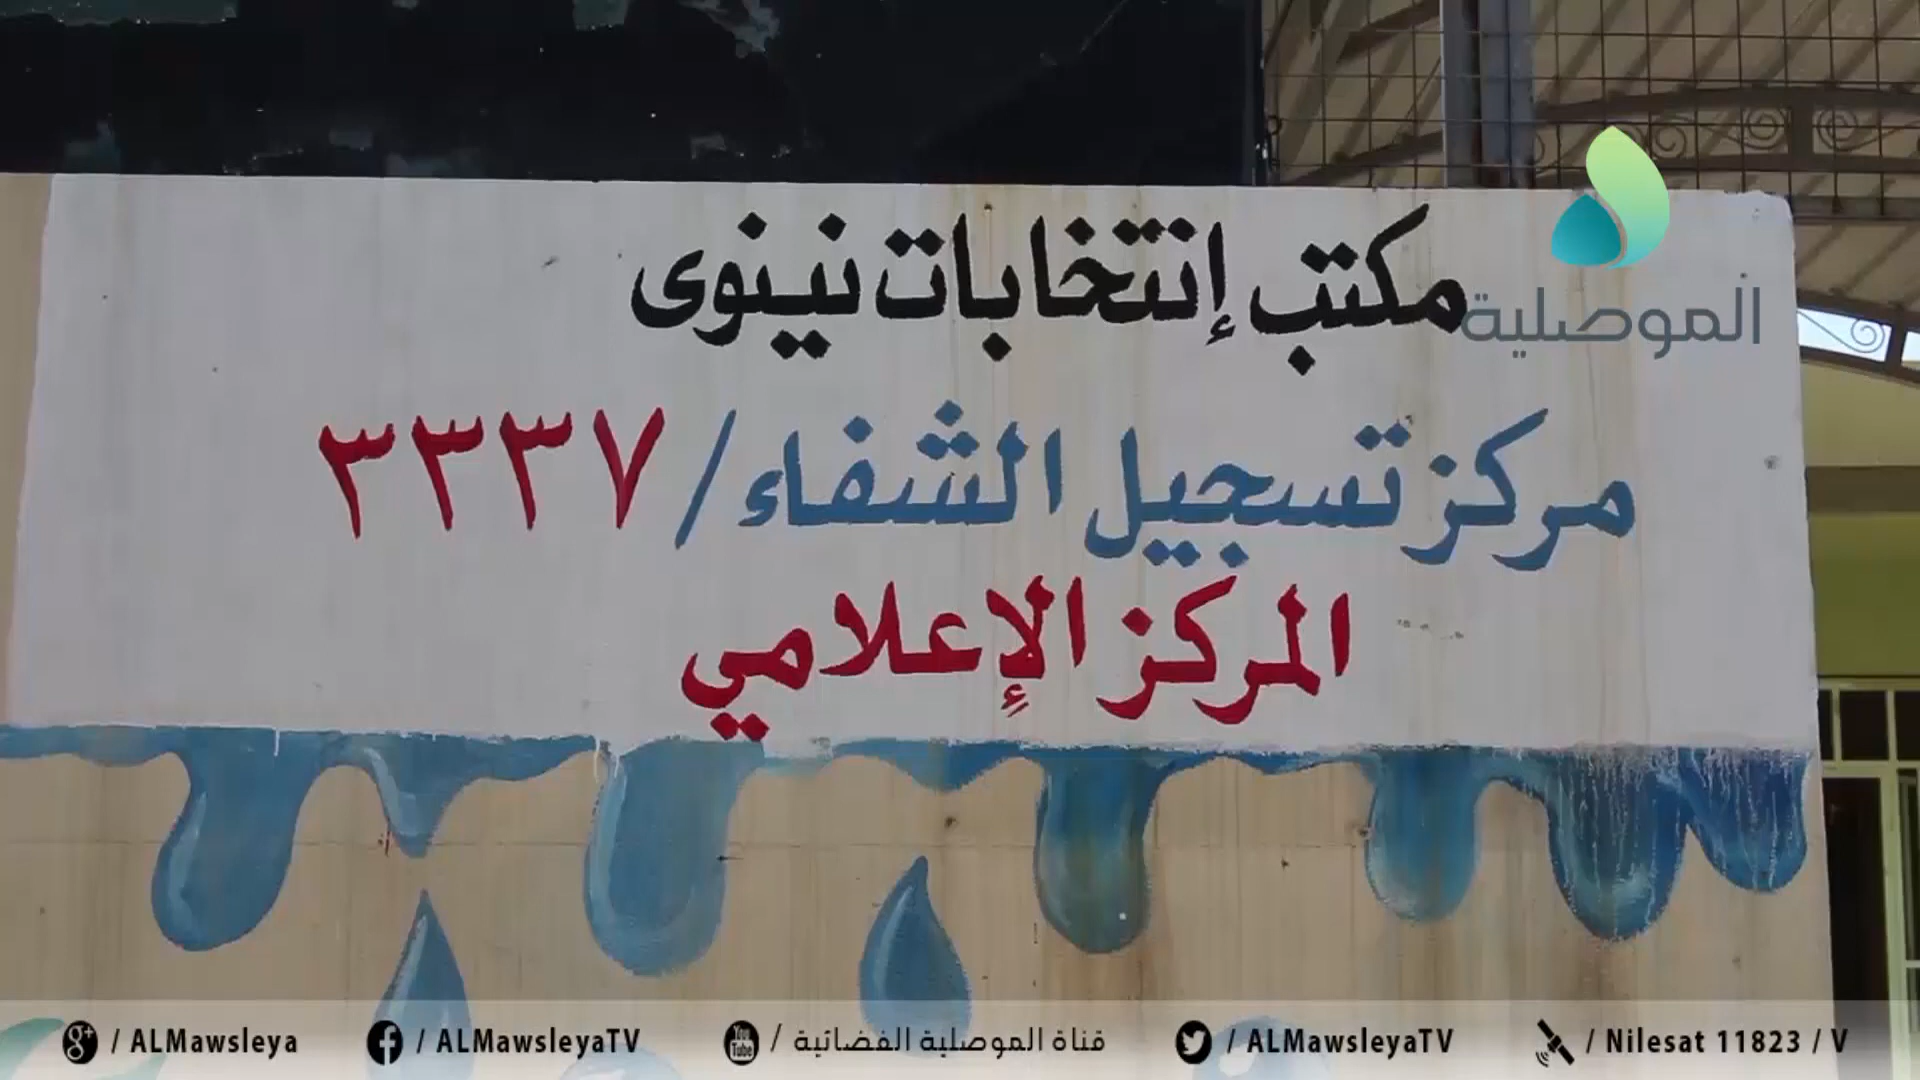 مكتب إنتخابات نينوى
الموصلية
مركز تسجيل الشفاء / ٣٣٣٧
المركز الإعلامي
/ ALMawsleya / ALMawsleyaTV / قناة الموصلية الفضائية / ALMawsleyaTV / Nilesat 11823 / V